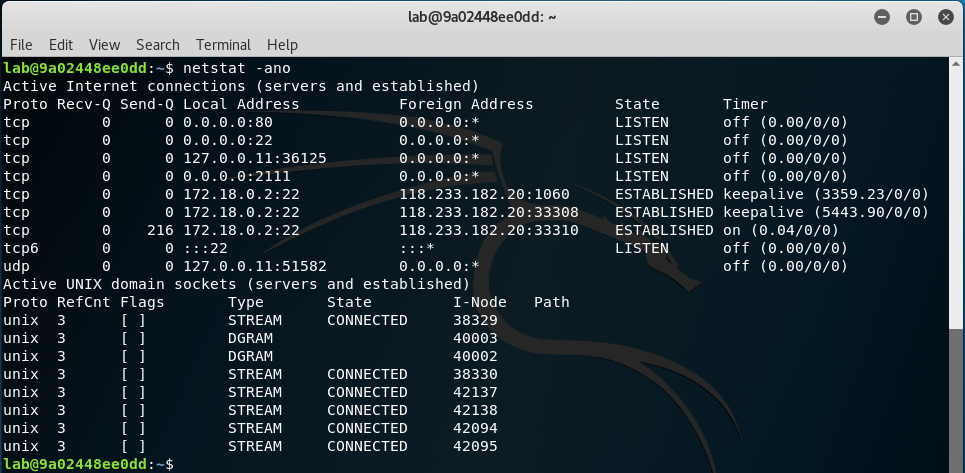 lab@9a02448ee0dd: ~
File Edit View Search Terminal Help
lab@9a02448ee0dd:~$ netstat -ano
Active Internet connections (servers and established)
Proto Recv-Q Send-Q Local Address           Foreign Address         State       Timer
tcp        0      0 0.0.0.0:80              0.0.0.0:*               LISTEN      off (0.00/0/0)
tcp        0      0 0.0.0.0:22              0.0.0.0:*               LISTEN      off (0.00/0/0)
tcp        0      0 127.0.0.11:36125        0.0.0.0:*               LISTEN      off (0.00/0/0)
tcp        0      0 0.0.0.0:2111            0.0.0.0:*               LISTEN      off (0.00/0/0)
tcp        0      0 172.18.0.2:22           118.233.182.20:1060     ESTABLISHED keepalive (3359.23/0/0)
tcp        0      0 172.18.0.2:22           118.233.182.20:33308    ESTABLISHED keepalive (5443.90/0/0)
tcp        0    216 172.18.0.2:22           118.233.182.20:33310    ESTABLISHED on (0.04/0/0)
tcp6       0      0 :::22                   :::*                    LISTEN      off (0.00/0/0)
udp        0      0 127.0.0.11:51582        0.0.0.0:*                           off (0.00/0/0)
Active UNIX domain sockets (servers and established)
Proto RefCnt Flags       Type       State         I-Node   Path
unix  3      [ ]         STREAM     CONNECTED     38329
unix  3      [ ]         DGRAM                    40003
unix  3      [ ]         DGRAM                    40002
unix  3      [ ]         STREAM     CONNECTED     38330
unix  3      [ ]         STREAM     CONNECTED     42137
unix  3      [ ]         STREAM     CONNECTED     42138
unix  3      [ ]         STREAM     CONNECTED     42094
unix  3      [ ]         STREAM     CONNECTED     42095
lab@9a02448ee0dd:~$